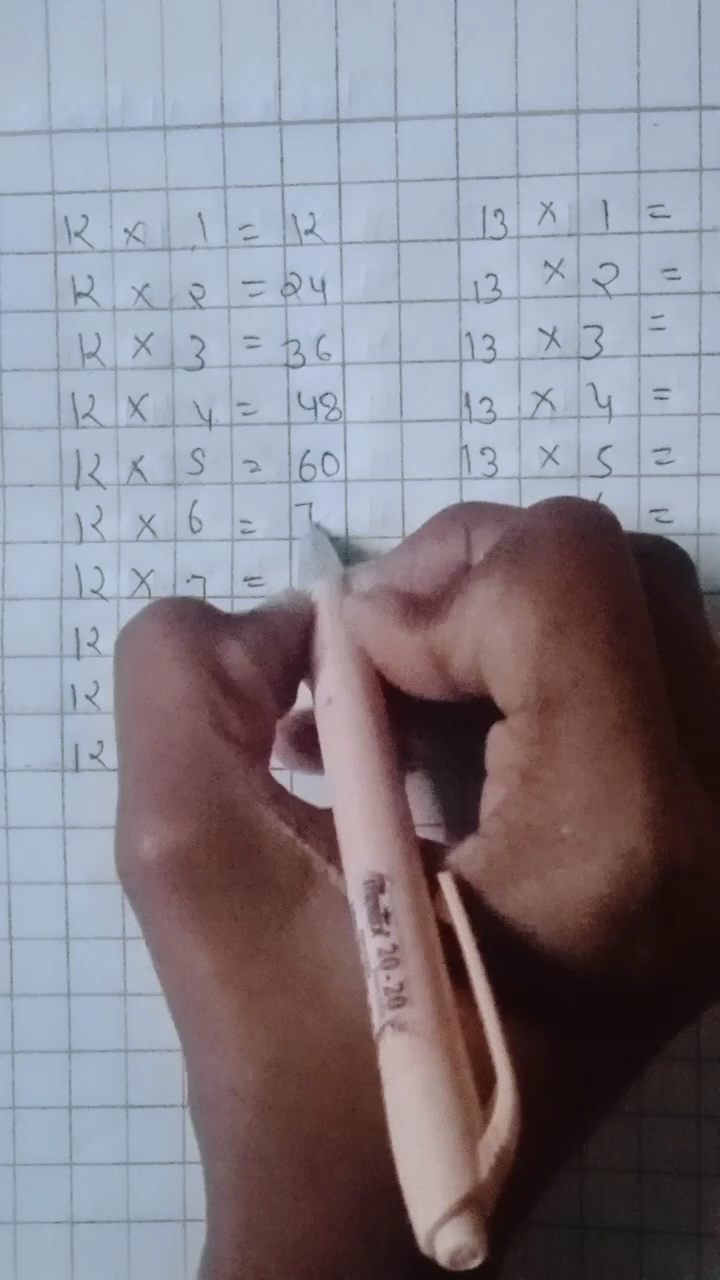 12 × 1 = 12
12 × 2 = 24
12 × 3 = 36
12 × 4 = 48
12 × 5 = 60
12 × 6 = 7
12 × 7 =
12
12
12
13 × 1 =
13 × 2 =
13 × 3 =
13 × 4 =
13 × 5 =
=
20-20